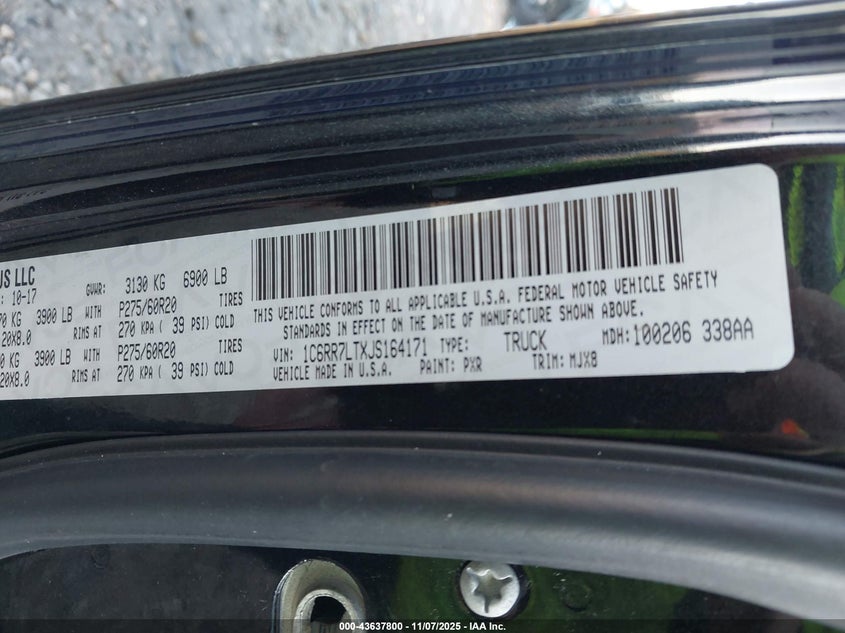 US LLC
10-17
GVWR: 3130 KG 6900 LB
3900 LB WITH P275/60R20 TIRES
20X8.0 RIMS AT 270 KPA ( 39 PSI) COLD
3900 LB WITH P275/60R20 TIRES
20X8.0 RIMS AT 270 KPA ( 39 PSI) COLD
THIS VEHICLE CONFORMS TO ALL APPLICABLE U.S.A. FEDERAL MOTOR VEHICLE SAFETY
STANDARDS IN EFFECT ON THE DATE OF MANUFACTURE SHOWN ABOVE.
VIN: 1C6RR7LTXJS164171 TYPE: TRUCK MDH: 100206 338AA
VEHICLE MADE IN U.S.A. PAINT: PXR TRIM: MJX8
000-43637800 - 11/07/2025 - IAA Inc.